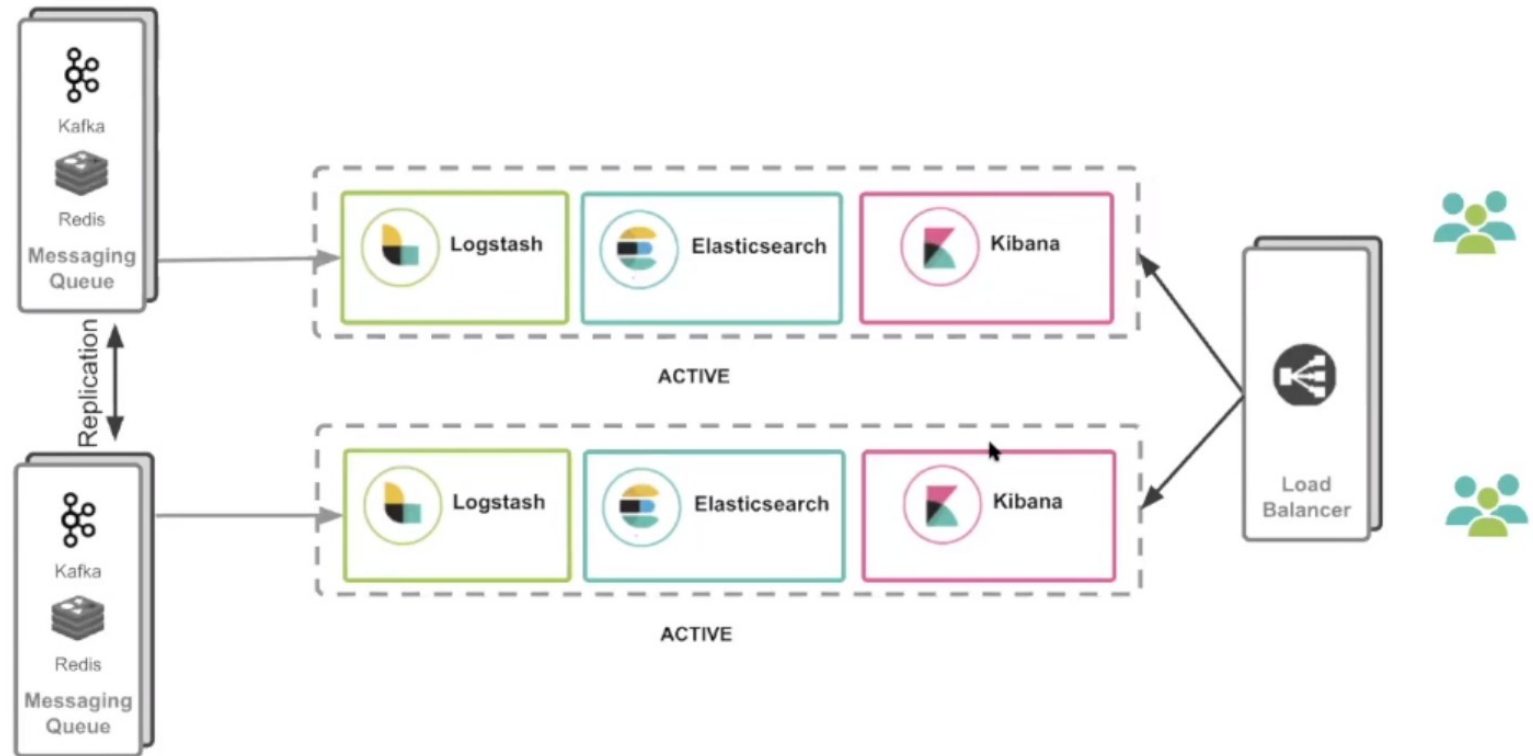 Kafka
Redis
Messaging
Queue
Replication
Logstash
Elasticsearch
Kibana
ACTIVE
Load
Balancer
Kafka
Redis
Messaging
Queue
Logstash
Elasticsearch
Kibana
ACTIVE